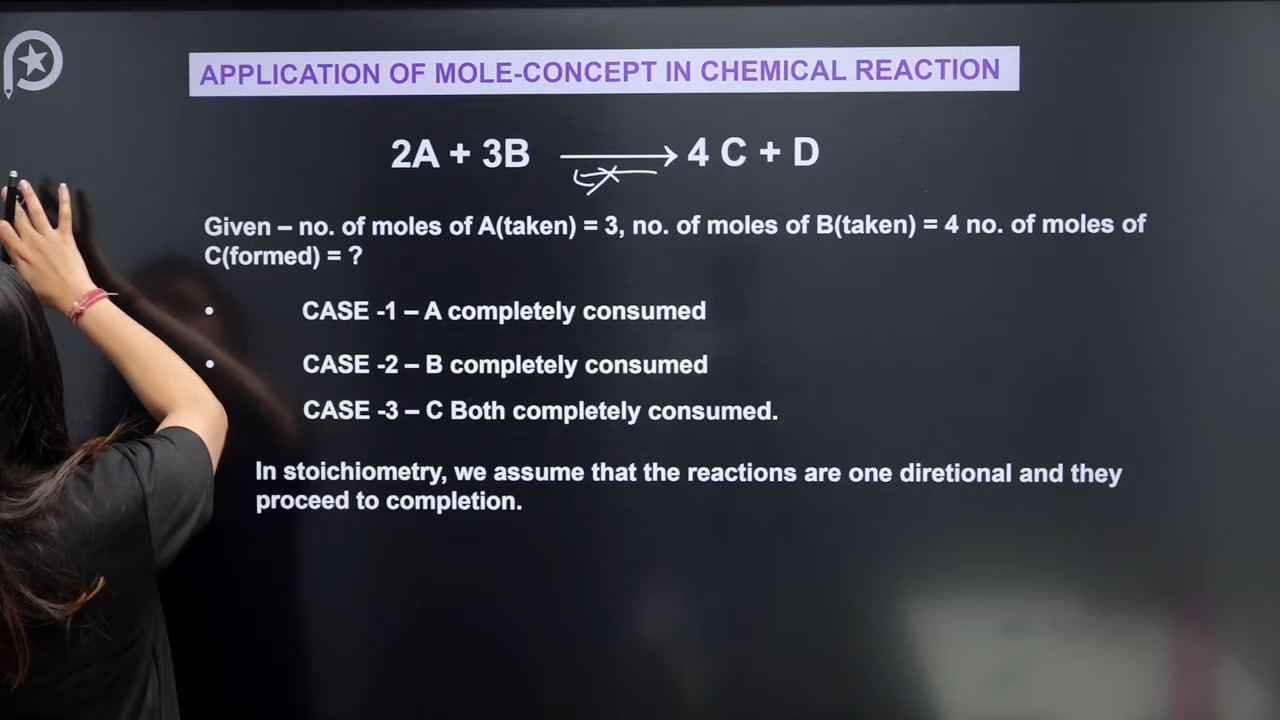 APPLICATION OF MOLE-CONCEPT IN CHEMICAL REACTION
2A + 3B ⟶ 4 C + D
Given – no. of moles of A(taken) = 3, no. of moles of B(taken) = 4 no. of moles of
C(formed) = ?
• CASE -1 – A completely consumed
• CASE -2 – B completely consumed
CASE -3 – C Both completely consumed.
In stoichiometry, we assume that the reactions are one diretional and they
proceed to completion.